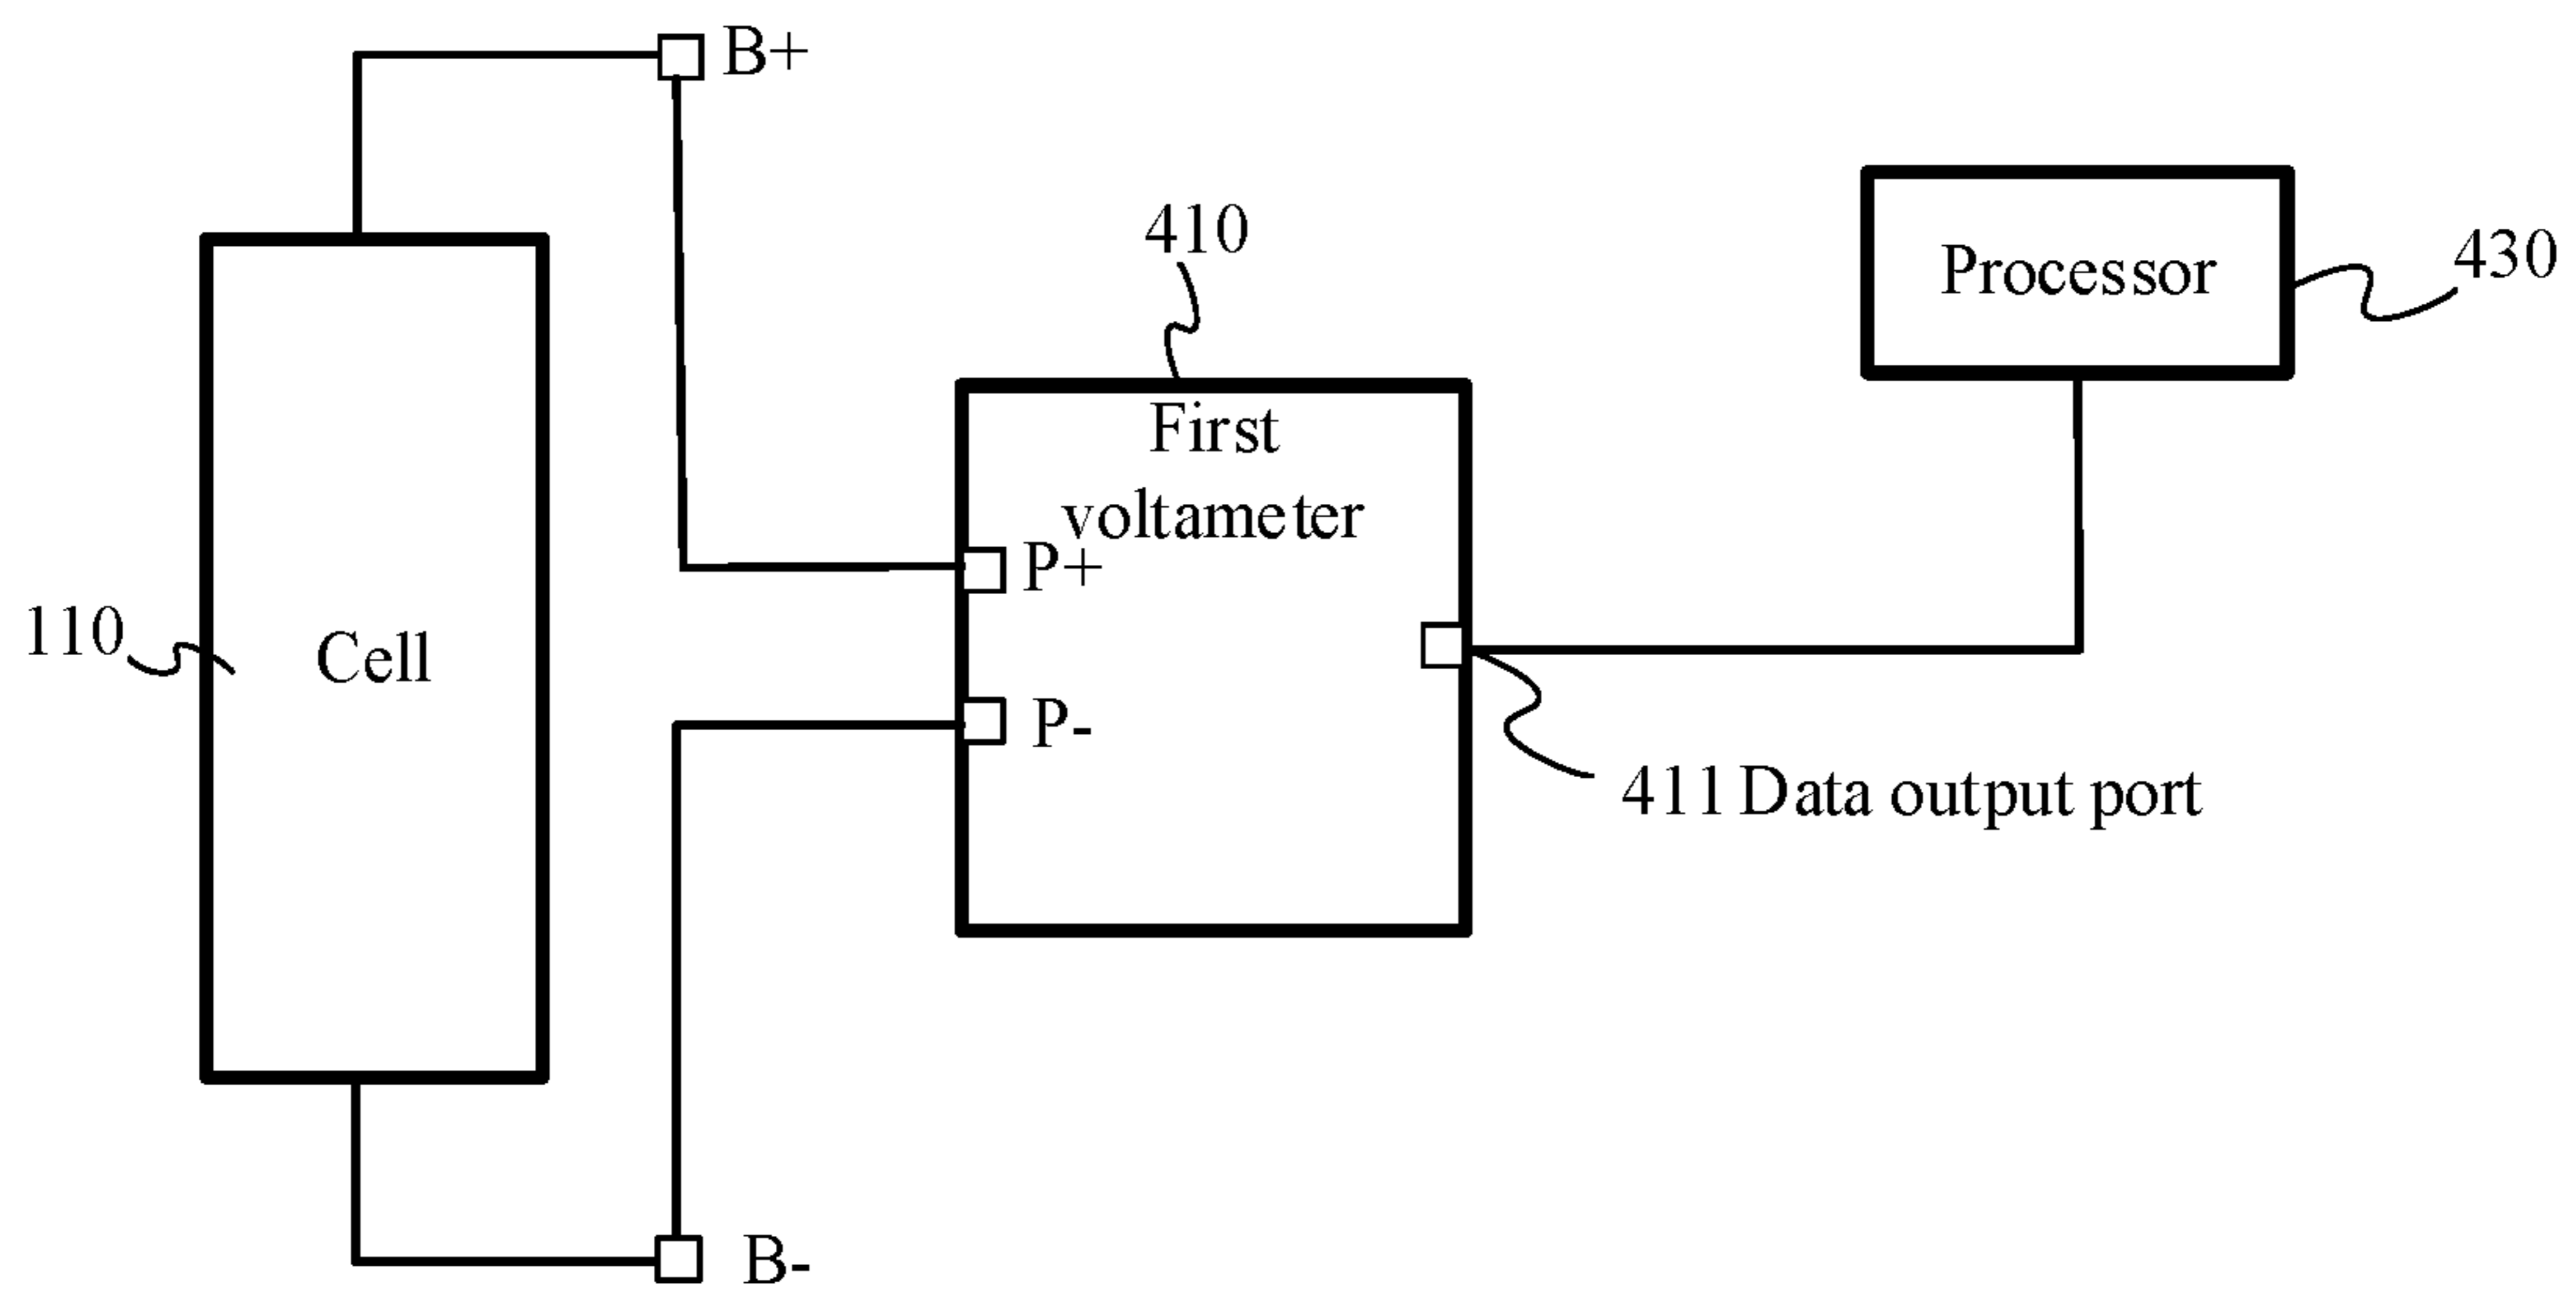 B+
410
Processor
430
First
voltameter
P+
110
Cell
P-
411 Data output port
B-